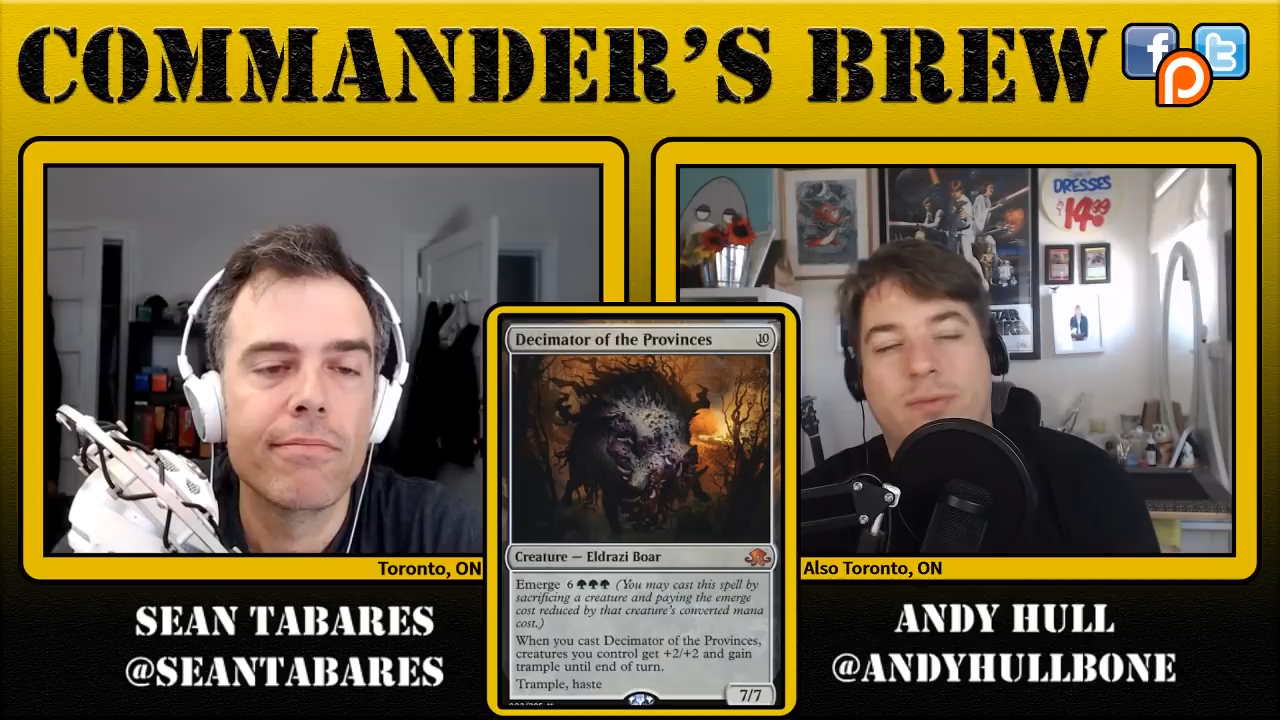 COMMANDER'S BREW
DRESSES
14.99
STAR
WARS
Decimator of the Provinces 10
Creature — Eldrazi Boar
Emerge 6 (You may cast this spell by
sacrificing a creature and paying the emerge
cost reduced by that creature's converted mana
cost.)
When you cast Decimator of the Provinces,
creatures you control get +2/+2 and gain
trample until end of turn.
Trample, haste
7/7
Toronto, ON
Also Toronto, ON
SEAN TABARES
@SEANTABARES
ANDY HULL
@ANDYHULLBONE